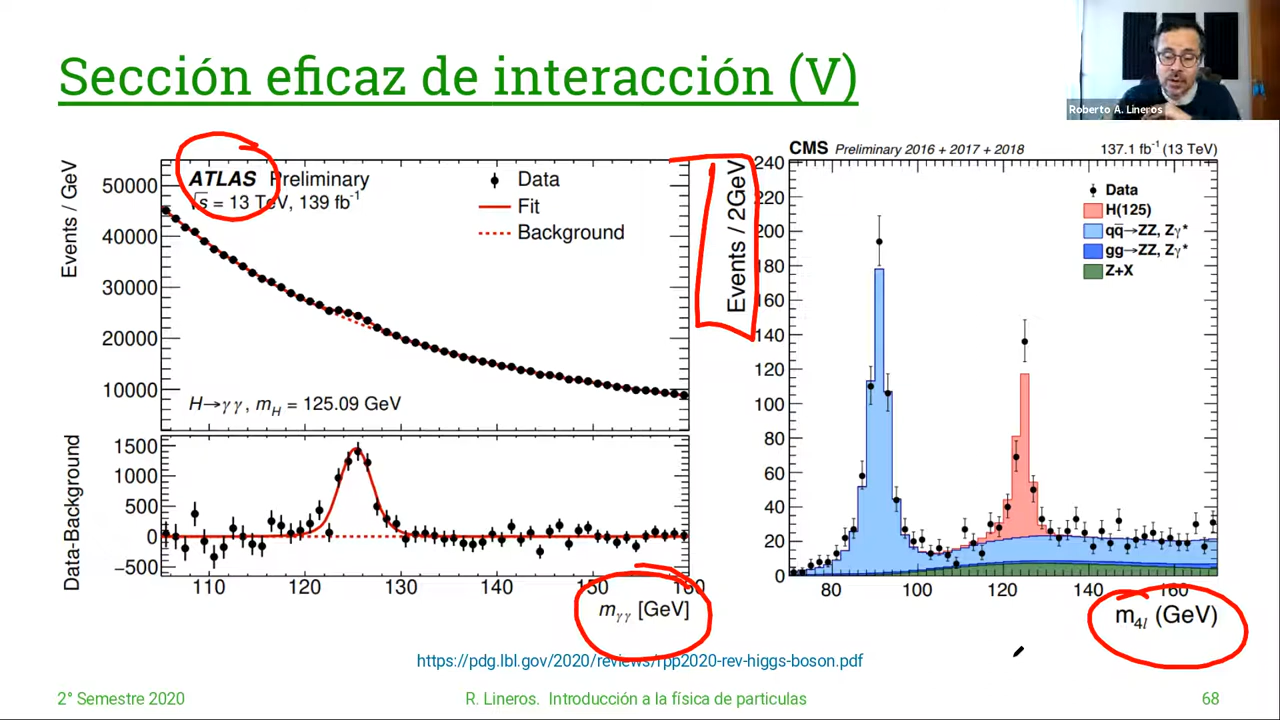 Sección eficaz de interacción (V)
Roberto A. Lineros
Events / GeV
50000
40000
30000
20000
10000
ATLAS Preliminary
√s = 13 TeV, 139 fb⁻¹
Data
Fit
Background
H→γγ, m_H = 125.09 GeV
Data-Background
1500
1000
500
0
−500
110 120 130 140 150 160
m_γγ [GeV]
CMS Preliminary 2016 + 2017 + 2018
137.1 fb⁻¹ (13 TeV)
Events / 2GeV
240
220
200
180
160
140
120
100
80
60
40
20
0
Data
H(125)
qq̄→ZZ, Zγ*
gg→ZZ, Zγ*
Z+X
80 100 120 140 160
m_4l (GeV)
https://pdg.lbl.gov/2020/reviews/rpp2020-rev-higgs-boson.pdf
2° Semestre 2020
R. Lineros. Introducción a la física de particulas
68